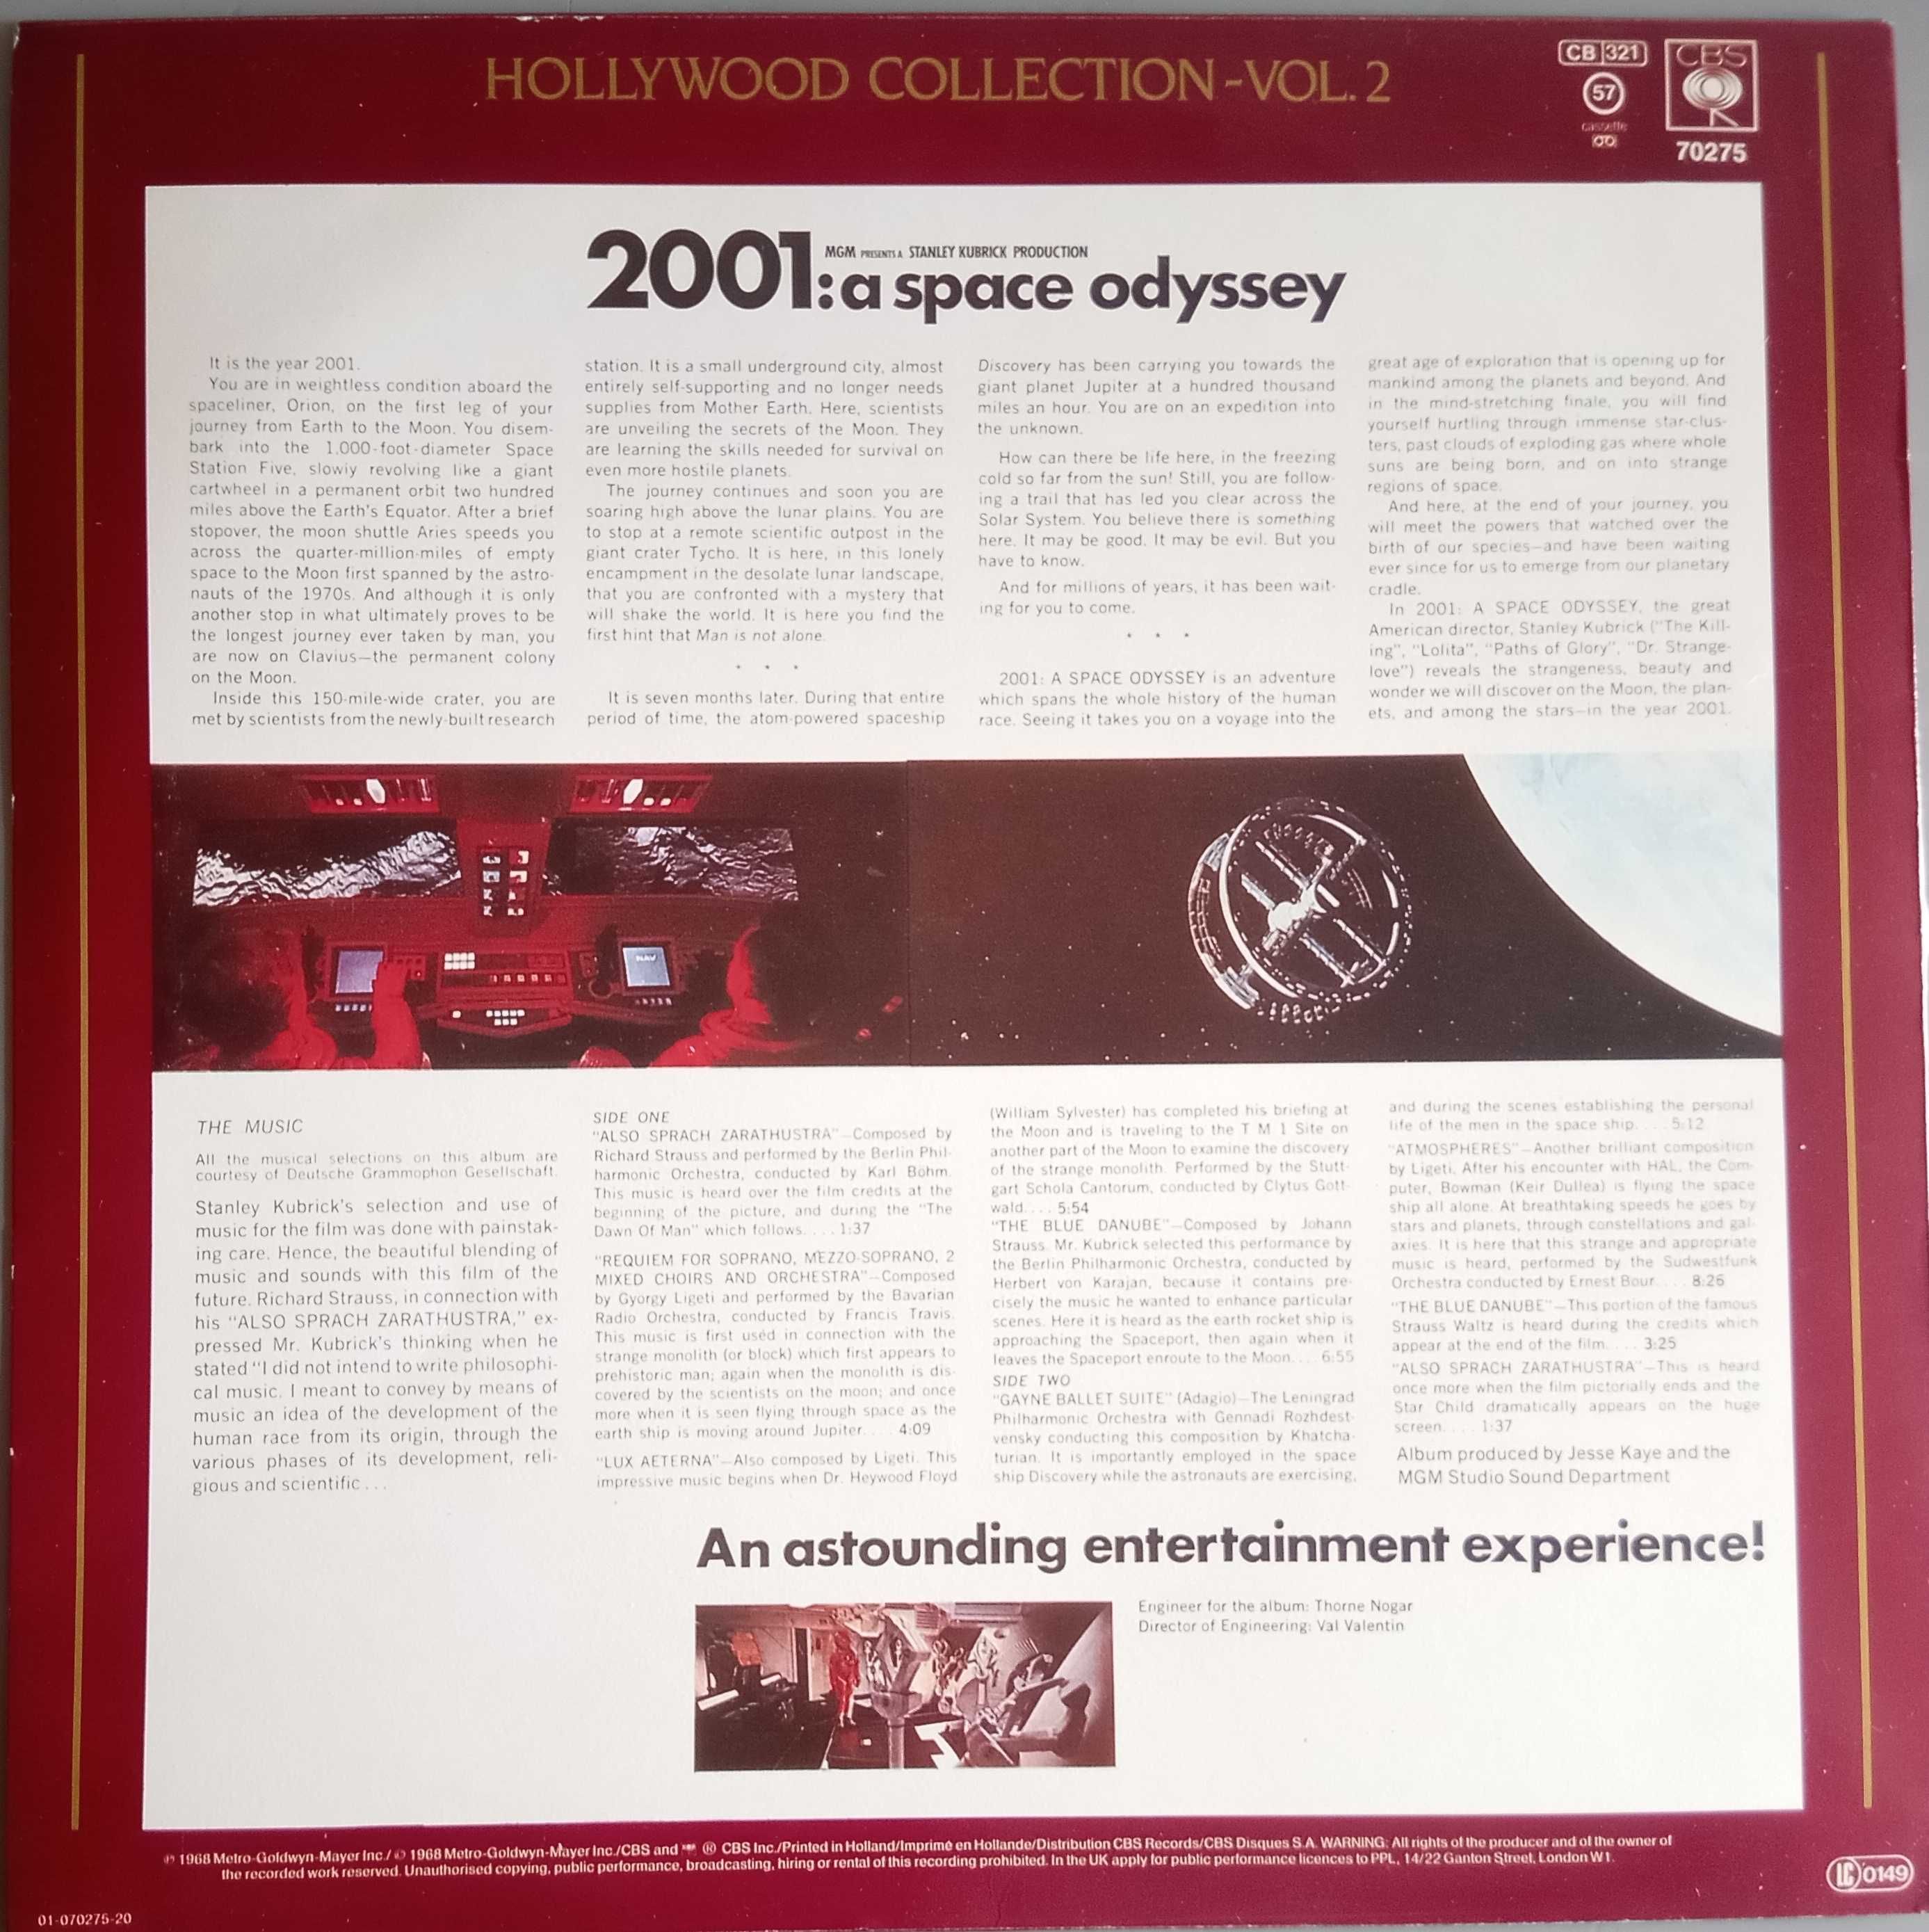 HOLLYWOOD COLLECTION-VOL. 2
CB 321
57
cassette
CBS
70275
MGM PRESENTS A STANLEY KUBRICK PRODUCTION
2001: a space odyssey
It is the year 2001.
You are in weightless condition aboard the
spaceliner, Orion, on the first leg of your
journey from Earth to the Moon. You disem-
bark into the 1,000-foot-diameter Space
Station Five, slowiy revolving like a giant
cartwheel in a permanent orbit two hundred
miles above the Earth's Equator. After a brief
stopover, the moon shuttle Aries speeds you
across the quarter-million-miles of empty
space to the Moon first spanned by the astro-
nauts of the 1970s. And although it is only
another stop in what ultimately proves to be
the longest journey ever taken by man, you
are now on Clavius—the permanent colony
on the Moon.
Inside this 150-mile-wide crater, you are
met by scientists from the newly-built research
station. It is a small underground city, almost
entirely self-supporting and no longer needs
supplies from Mother Earth. Here, scientists
are unveiling the secrets of the Moon. They
are learning the skills needed for survival on
even more hostile planets.
The journey continues and soon you are
soaring high above the lunar plains. You are
to stop at a remote scientific outpost in the
giant crater Tycho. It is here, in this lonely
encampment in the desolate lunar landscape,
that you are confronted with a mystery that
will shake the world. It is here you find the
first hint that Man is not alone.
. . .
It is seven months later. During that entire
period of time, the atom-powered spaceship
Discovery has been carrying you towards the
giant planet Jupiter at a hundred thousand
miles an hour. You are on an expedition into
the unknown.
How can there be life here, in the freezing
cold so far from the sun! Still, you are follow-
ing a trail that has led you clear across the
Solar System. You believe there is something
here. It may be good. It may be evil. But you
have to know.
And for millions of years, it has been wait-
ing for you to come.
. . .
2001: A SPACE ODYSSEY is an adventure
which spans the whole history of the human
race. Seeing it takes you on a voyage into the
great age of exploration that is opening up for
mankind among the planets and beyond. And
in the mind-stretching finale, you will find
yourself hurtling through immense star-clus-
ters, past clouds of exploding gas where whole
suns are being born, and on into strange
regions of space.
And here, at the end of your journey, you
will meet the powers that watched over the
birth of our species—and have been waiting
ever since for us to emerge from our planetary
cradle.
In 2001: A SPACE ODYSSEY, the great
American director, Stanley Kubrick ("The Kill-
ing", "Lolita", "Paths of Glory", "Dr. Strange-
love") reveals the strangeness, beauty and
wonder we will discover on the Moon, the plan-
ets, and among the stars—in the year 2001.
NAV
THE MUSIC
All the musical selections on this album are
courtesy of Deutsche Grammophon Gesellschaft.
Stanley Kubrick's selection and use of
music for the film was done with painstak-
ing care. Hence, the beautiful blending of
music and sounds with this film of the
future. Richard Strauss, in connection with
his "ALSO SPRACH ZARATHUSTRA," ex-
pressed Mr. Kubrick's thinking when he
stated "I did not intend to write philosophi-
cal music. I meant to convey by means of
music an idea of the development of the
human race from its origin, through the
various phases of its development, reli-
gious and scientific . . .
SIDE ONE
"ALSO SPRACH ZARATHUSTRA"—Composed by
Richard Strauss and performed by the Berlin Phil-
harmonic Orchestra, conducted by Karl Böhm.
This music is heard over the film credits at the
beginning of the picture, and during the "The
Dawn Of Man" which follows. . . . 1:37
"REQUIEM FOR SOPRANO, MEZZO-SOPRANO, 2
MIXED CHOIRS AND ORCHESTRA"—Composed
by Gyorgy Ligeti and performed by the Bavarian
Radio Orchestra, conducted by Francis Travis.
This music is first used in connection with the
strange monolith (or block) which first appears to
prehistoric man; again when the monolith is dis-
covered by the scientists on the moon; and once
more when it is seen flying through space as the
earth ship is moving around Jupiter. . . . 4:09
"LUX AETERNA"—Also composed by Ligeti. This
impressive music begins when Dr. Heywood Floyd
(William Sylvester) has completed his briefing at
the Moon and is traveling to the T M 1 Site on
another part of the Moon to examine the discovery
of the strange monolith. Performed by the Stutt-
gart Schola Cantorum, conducted by Clytus Gott-
wald. . . . 5:54
"THE BLUE DANUBE"—Composed by Johann
Strauss. Mr. Kubrick selected this performance by
the Berlin Philharmonic Orchestra, conducted by
Herbert von Karajan, because it contains pre-
cisely the music he wanted to enhance particular
scenes. Here it is heard as the earth rocket ship is
approaching the Spaceport, then again when it
leaves the Spaceport enroute to the Moon. . . 6:55
SIDE TWO
"GAYNE BALLET SUITE" (Adagio)—The Leningrad
Philharmonic Orchestra with Gennadi Rozhdest-
vensky conducting this composition by Khatcha-
turian. It is importantly employed in the space
ship Discovery while the astronauts are exercising,
and during the scenes establishing the personal
life of the men in the space ship. . . . 5:12
"ATMOSPHERES"—Another brilliant composition
by Ligeti. After his encounter with HAL, the Com-
puter, Bowman (Keir Dullea) is flying the space
ship all alone. At breathtaking speeds he goes by
stars and planets, through constellations and gal-
axies. It is here that this strange and appropriate
music is heard, performed by the Sudwestfunk
Orchestra conducted by Ernest Bour. . . . 8:26
"THE BLUE DANUBE"—This portion of the famous
Strauss Waltz is heard during the credits which
appear at the end of the film. . . . 3:25
"ALSO SPRACH ZARATHUSTRA"—This is heard
once more when the film pictorially ends and the
Star Child dramatically appears on the huge
screen. . . . 1:37
Album produced by Jesse Kaye and the
MGM Studio Sound Department
An astounding entertainment experience!
Engineer for the album: Thorne Nogar
Director of Engineering: Val Valentin
℗ 1968 Metro-Goldwyn-Mayer Inc./ © 1968 Metro-Goldwyn-Mayer Inc./CBS and ® CBS Inc./Printed in Holland/Imprimé en Hollande/Distribution CBS Records/CBS Disques S.A. WARNING: All rights of the producer and of the owner of
the recorded work reserved. Unauthorised copying, public performance, broadcasting, hiring or rental of this recording prohibited. In the UK apply for public performance licences to PPL, 14/22 Ganton Street, London W1.
LC 0149
01-070275-20